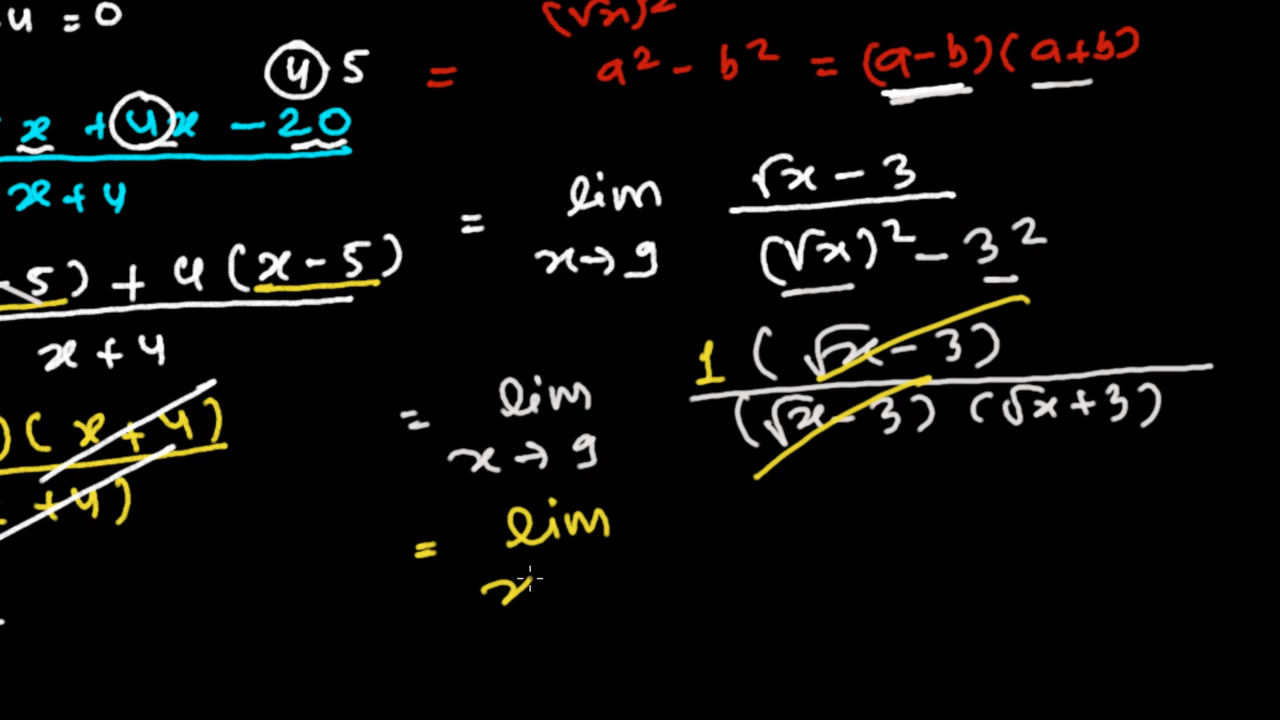 4 = 0
4 5
x + 4x - 20
x + 4
- 5) + 4 (x - 5)
x + 4
) (x + 4)
+ 4)
(√x)²
= a² - b² = (a - b) (a + b)
= lim x→9 √x - 3 / (√x)² - 3²
= lim x→9 1 (√x - 3) / (√x - 3) (√x + 3)
= lim
x